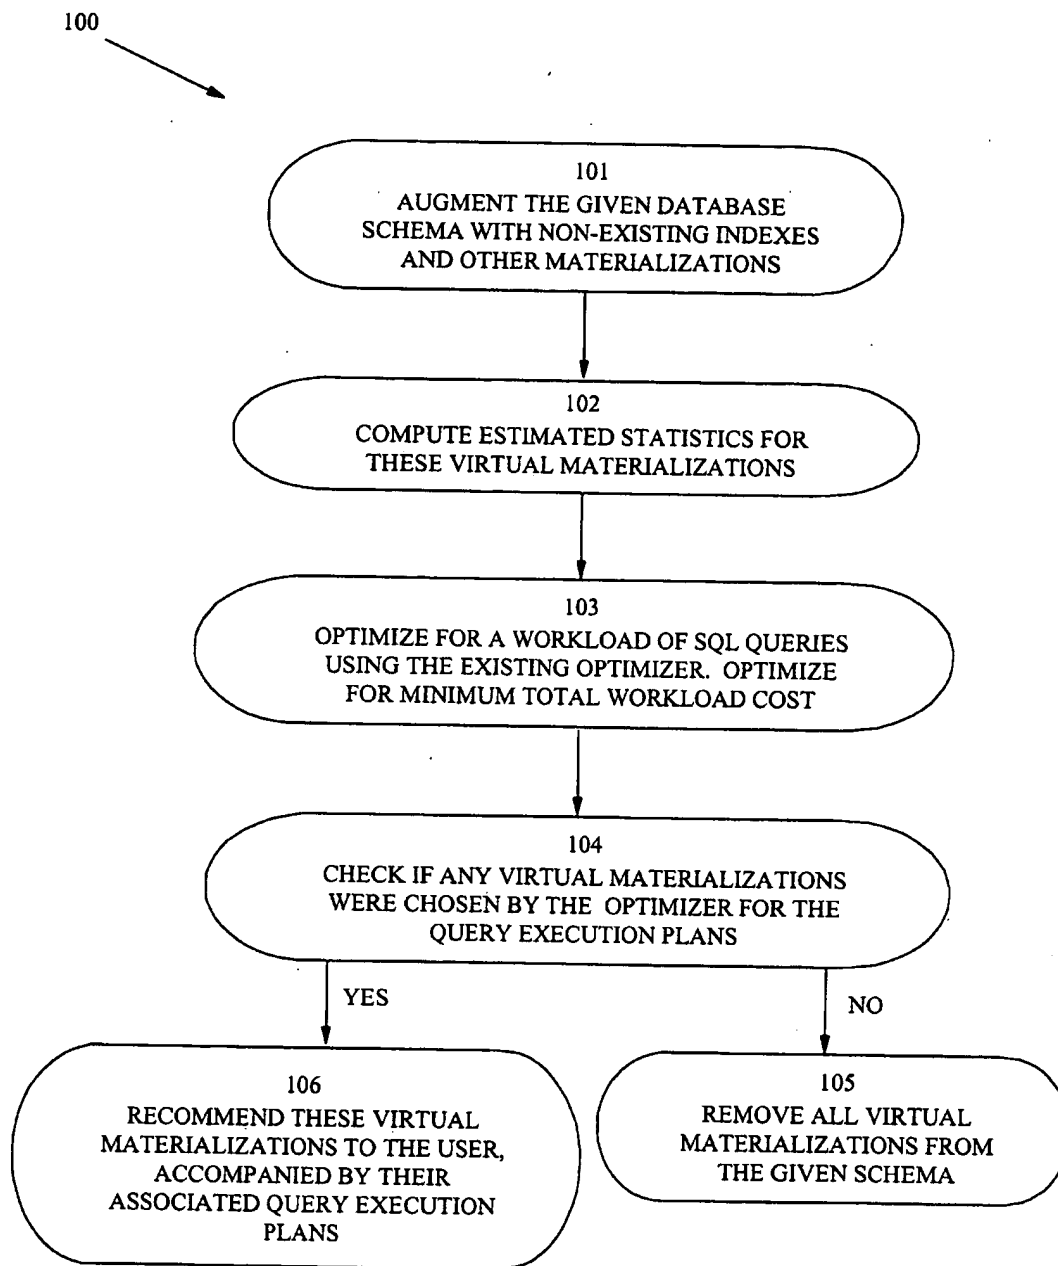 100
101
AUGMENT THE GIVEN DATABASE
SCHEMA WITH NON-EXISTING INDEXES
AND OTHER MATERIALIZATIONS
102
COMPUTE ESTIMATED STATISTICS FOR
THESE VIRTUAL MATERIALIZATIONS
103
OPTIMIZE FOR A WORKLOAD OF SQL QUERIES
USING THE EXISTING OPTIMIZER. OPTIMIZE
FOR MINIMUM TOTAL WORKLOAD COST
104
CHECK IF ANY VIRTUAL MATERIALIZATIONS
WERE CHOSEN BY THE OPTIMIZER FOR THE
QUERY EXECUTION PLANS
YES
NO
106
RECOMMEND THESE VIRTUAL
MATERIALIZATIONS TO THE USER,
ACCOMPANIED BY THEIR
ASSOCIATED QUERY EXECUTION
PLANS
105
REMOVE ALL VIRTUAL
MATERIALIZATIONS FROM
THE GIVEN SCHEMA